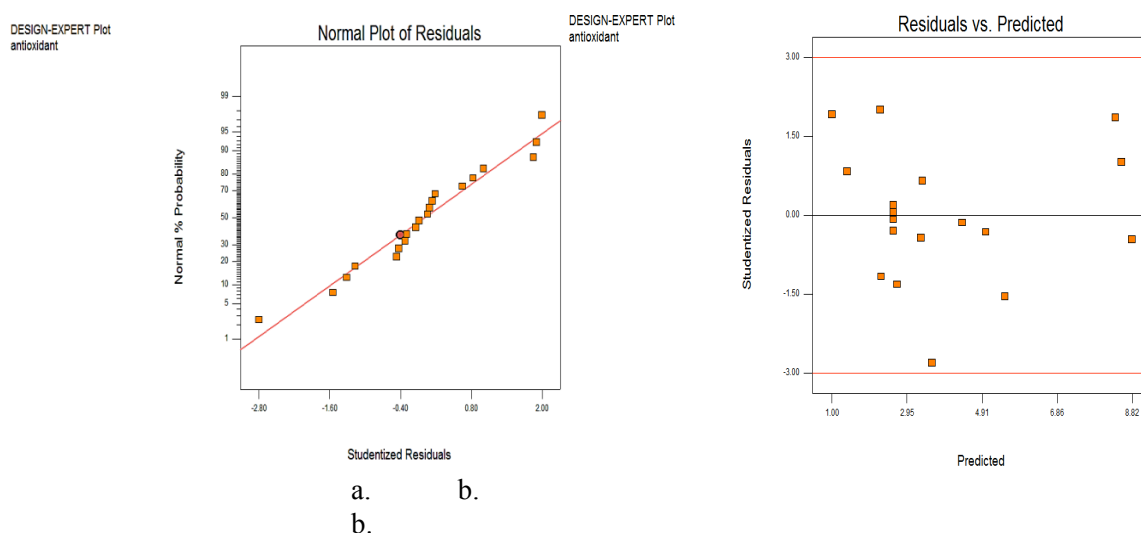 DESIGN-EXPERT Plot
antioxidant
Normal Plot of Residuals
99
95
90
80
70
50
30
20
10
5
1
Normal % Probability
-2.80
-1.60
-0.40
0.80
2.00
Studentized Residuals
DESIGN-EXPERT Plot
antioxidant
Residuals vs. Predicted
3.00
1.50
0.00
-1.50
-3.00
Studentized Residuals
1.00
2.95
4.91
6.86
8.82
Predicted
a. b.
b.